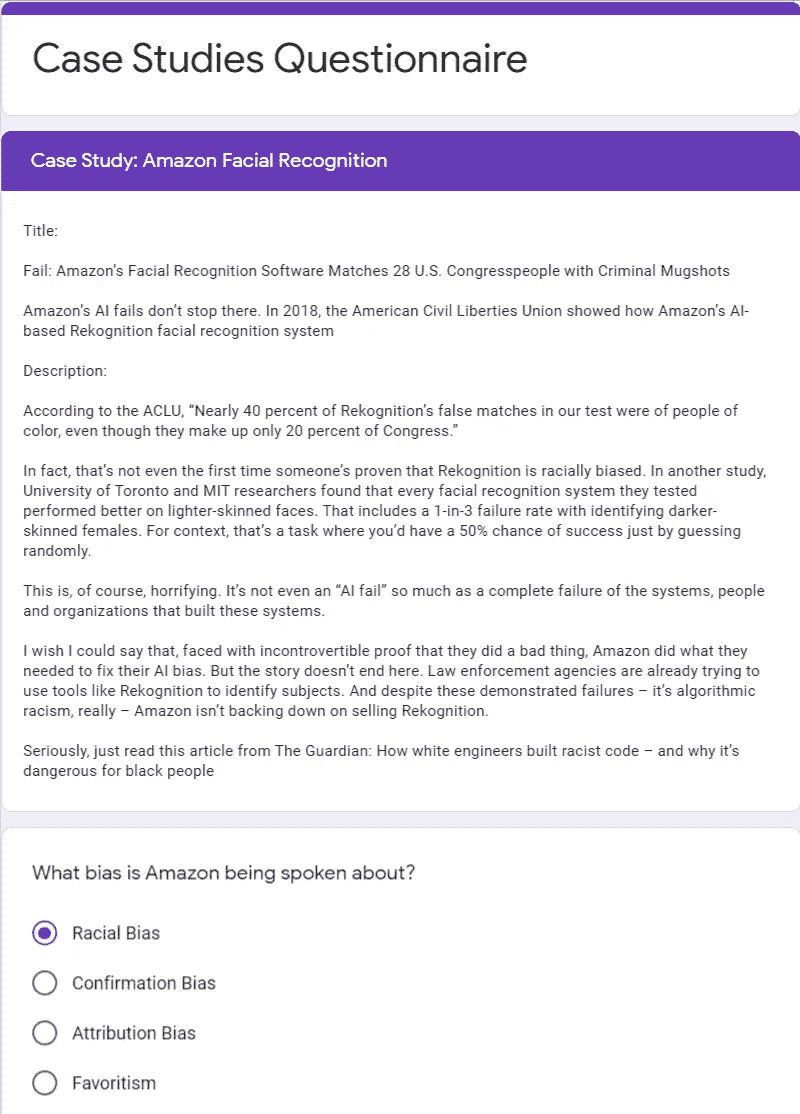 Case Studies Questionnaire
Case Study: Amazon Facial Recognition
Title:
Fail: Amazon's Facial Recognition Software Matches 28 U.S. Congresspeople with Criminal Mugshots
Amazon's AI fails don't stop there. In 2018, the American Civil Liberties Union showed how Amazon's AI-
based Rekognition facial recognition system
Description:
According to the ACLU, “Nearly 40 percent of Rekognition's false matches in our test were of people of
color, even though they make up only 20 percent of Congress.”
In fact, that's not even the first time someone's proven that Rekognition is racially biased. In another study,
University of Toronto and MIT researchers found that every facial recognition system they tested
performed better on lighter-skinned faces. That includes a 1-in-3 failure rate with identifying darker-
skinned females. For context, that's a task where you'd have a 50% chance of success just by guessing
randomly.
This is, of course, horrifying. It's not even an “AI fail” so much as a complete failure of the systems, people
and organizations that built these systems.
I wish I could say that, faced with incontrovertible proof that they did a bad thing, Amazon did what they
needed to fix their AI bias. But the story doesn't end here. Law enforcement agencies are already trying to
use tools like Rekognition to identify subjects. And despite these demonstrated failures – it's algorithmic
racism, really – Amazon isn't backing down on selling Rekognition.
Seriously, just read this article from The Guardian: How white engineers built racist code – and why it's
dangerous for black people
What bias is Amazon being spoken about?
Racial Bias
Confirmation Bias
Attribution Bias
Favoritism